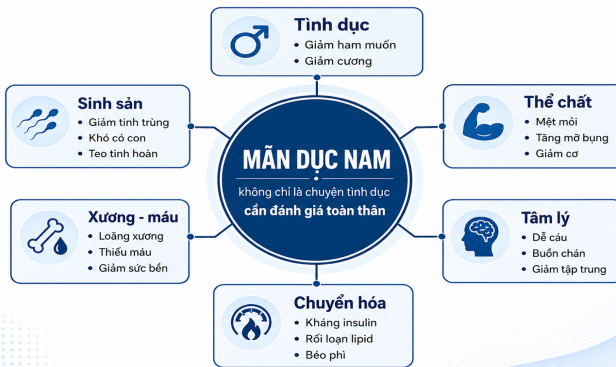 Tình dục
• Giảm ham muốn
• Giảm cương
Sinh sản
• Giảm tinh trùng
• Khó có con
• Teo tinh hoàn
Thể chất
• Mệt mỏi
• Tăng mỡ bụng
• Giảm cơ
MÃN DỤC NAM
không chỉ là chuyện tình dục
cần đánh giá toàn thân
Xương - máu
• Loãng xương
• Thiếu máu
• Giảm sức bền
Tâm lý
• Dễ cáu
• Buồn chán
• Giảm tập trung
Chuyển hóa
• Kháng insulin
• Rối loạn lipid
• Béo phì